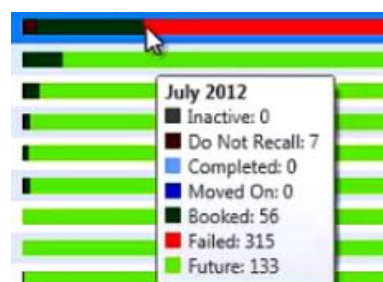 July 2012
Inactive: 0
Do Not Recall: 7
Completed: 0
Moved On: 0
Booked: 56
Failed: 315
Future: 133